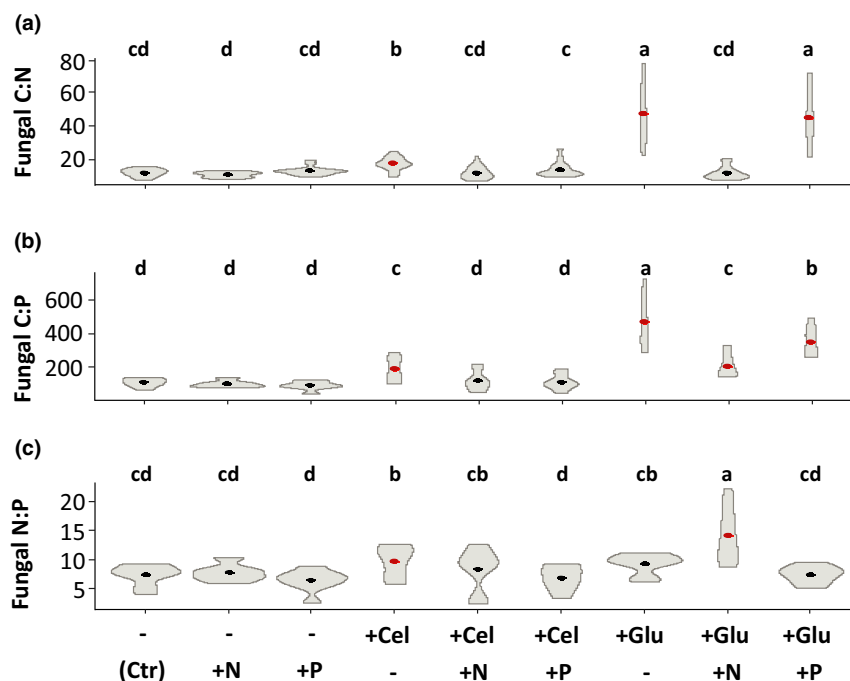 (a)
cd d cd b cd c a cd a
Fungal C:N
80
60
40
20
(b)
d d d c d d a c b
Fungal C:P
600
400
200
(c)
cd cd d b cb d cb a cd
Fungal N:P
20
15
10
5
- - - +Cel +Cel +Cel +Glu +Glu +Glu
(Ctr) +N +P - +N +P - +N +P